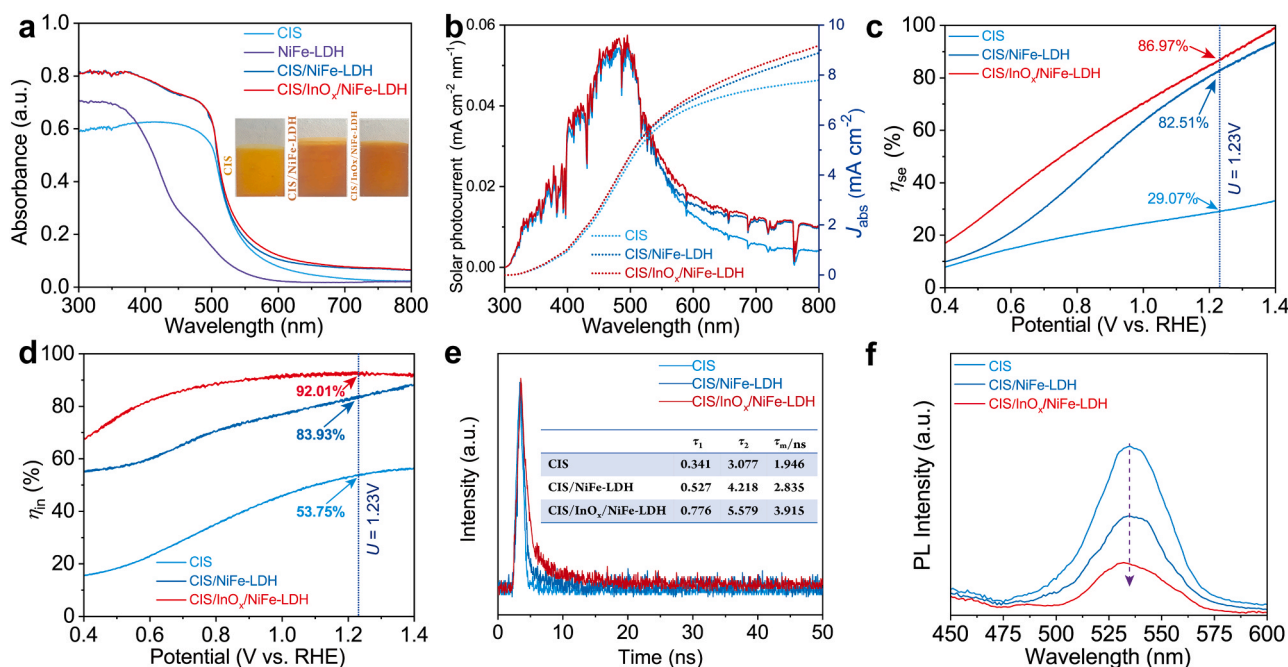 a
CIS
NiFe-LDH
CIS/NiFe-LDH
CIS/InOx/NiFe-LDH
CIS
CIS/NiFe-LDH
CIS/InOx/NiFe-LDH
Absorbance (a.u.)
1.0
0.8
0.6
0.4
0.2
0.0
300 400 500 600 700 800
Wavelength (nm)
b
Solar photocurrent (mA cm⁻² nm⁻¹)
0.06
0.04
0.02
0.00
10
8
6
4
2
0
Jabs (mA cm⁻²)
CIS
CIS/NiFe-LDH
CIS/InOx/NiFe-LDH
300 400 500 600 700 800
Wavelength (nm)
c
CIS
CIS/NiFe-LDH
CIS/InOx/NiFe-LDH
86.97%
82.51%
29.07%
U = 1.23V
ηse (%)
100
80
60
40
20
0
0.4 0.6 0.8 1.0 1.2 1.4
Potential (V vs. RHE)
d
92.01%
83.93%
53.75%
U = 1.23V
CIS
CIS/NiFe-LDH
CIS/InOx/NiFe-LDH
ηin (%)
100
80
60
40
20
0
0.4 0.6 0.8 1.0 1.2 1.4
Potential (V vs. RHE)
e
CIS
CIS/NiFe-LDH
CIS/InOx/NiFe-LDH
τ1 τ2 τm/ns
CIS 0.341 3.077 1.946
CIS/NiFe-LDH 0.527 4.218 2.835
CIS/InOx/NiFe-LDH 0.776 5.579 3.915
Intensity (a.u.)
0 10 20 30 40 50
Time (ns)
f
CIS
CIS/NiFe-LDH
CIS/InOx/NiFe-LDH
PL Intensity (a.u.)
450 475 500 525 550 575 600
Wavelength (nm)